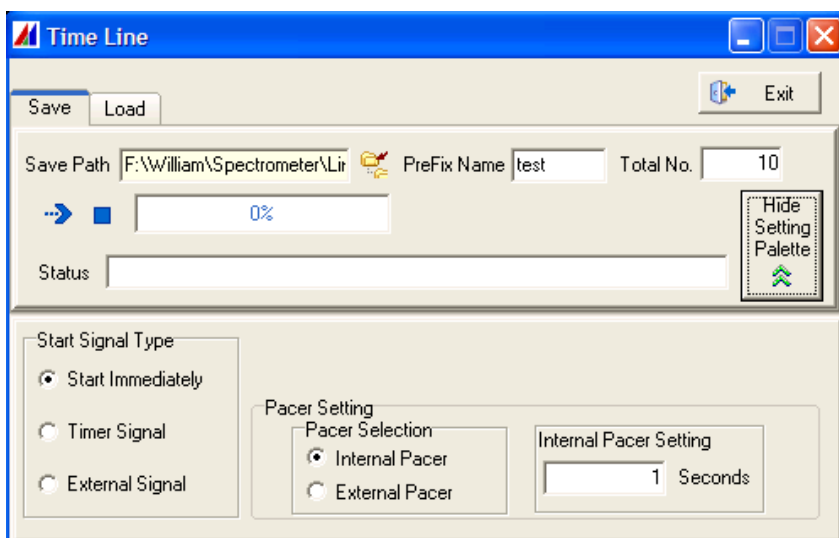 Time Line
Exit
Save Load
Save Path F:\William\Spectrometer\Lir PreFix Name test Total No. 10
0%
Hide
Setting
Palette
Status
Start Signal Type
Start Immediately
Timer Signal
External Signal
Pacer Setting
Pacer Selection
Internal Pacer
External Pacer
Internal Pacer Setting
1 Seconds